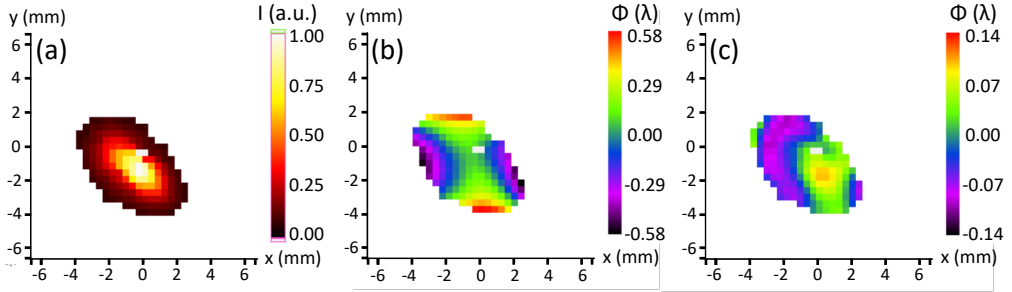 y (mm) I (a.u.) y (mm) Φ (λ) y (mm) Φ (λ)
(a) (b) (c)
6 1.00 6 0.58 6 0.14
4 0.75 4 0.29 4 0.07
2 2 2
0 0.50 0 0.00 0 0.00
-2 0.25 -2 -0.29 -2 -0.07
-4 -4 -4
-6 0.00 -6 -0.58 -6 -0.14
x (mm) x (mm) x (mm)
-6 -4 -2 0 2 4 6 -6 -4 -2 0 2 4 6 -6 -4 -2 0 2 4 6